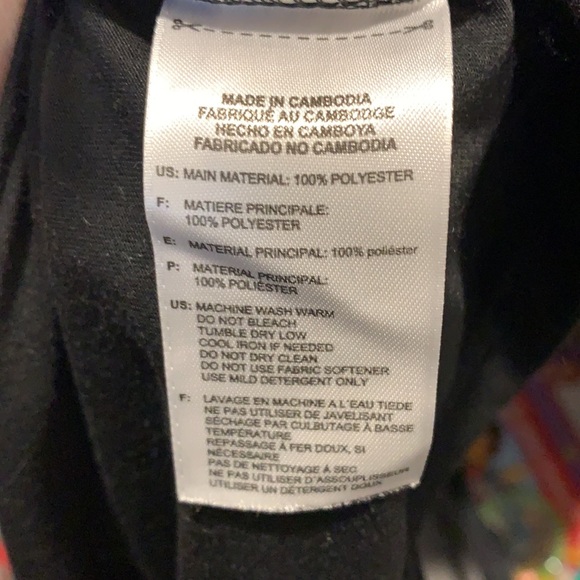 MADE IN CAMBODIA
FABRIQUÉ AU CAMBODGE
HECHO EN CAMBOYA
FABRICADO NO CAMBODIA
US: MAIN MATERIAL: 100% POLYESTER
F: MATIERE PRINCIPALE:
100% POLYESTER
E: MATERIAL PRINCIPAL: 100% poliéster
P: MATERIAL PRINCIPAL:
100% POLIÉSTER
US: MACHINE WASH WARM
DO NOT BLEACH
TUMBLE DRY LOW
COOL IRON IF NEEDED
DO NOT DRY CLEAN
DO NOT USE FABRIC SOFTENER
USE MILD DETERGENT ONLY
F: LAVAGE EN MACHINE A L'EAU TIEDE
NE PAS UTILISER DE JAVELISANT
SÉCHAGE PAR CULBUTAGE À BASSE
TEMPÉRATURE
REPASSAGE À FER DOUX, SI
NÉCESSAIRE
PAS DE NETTOYAGE À SEC
NE PAS UTILISER D'ASSOUPLISSEUR
UTILISER UN DÉTERGENT DOUX